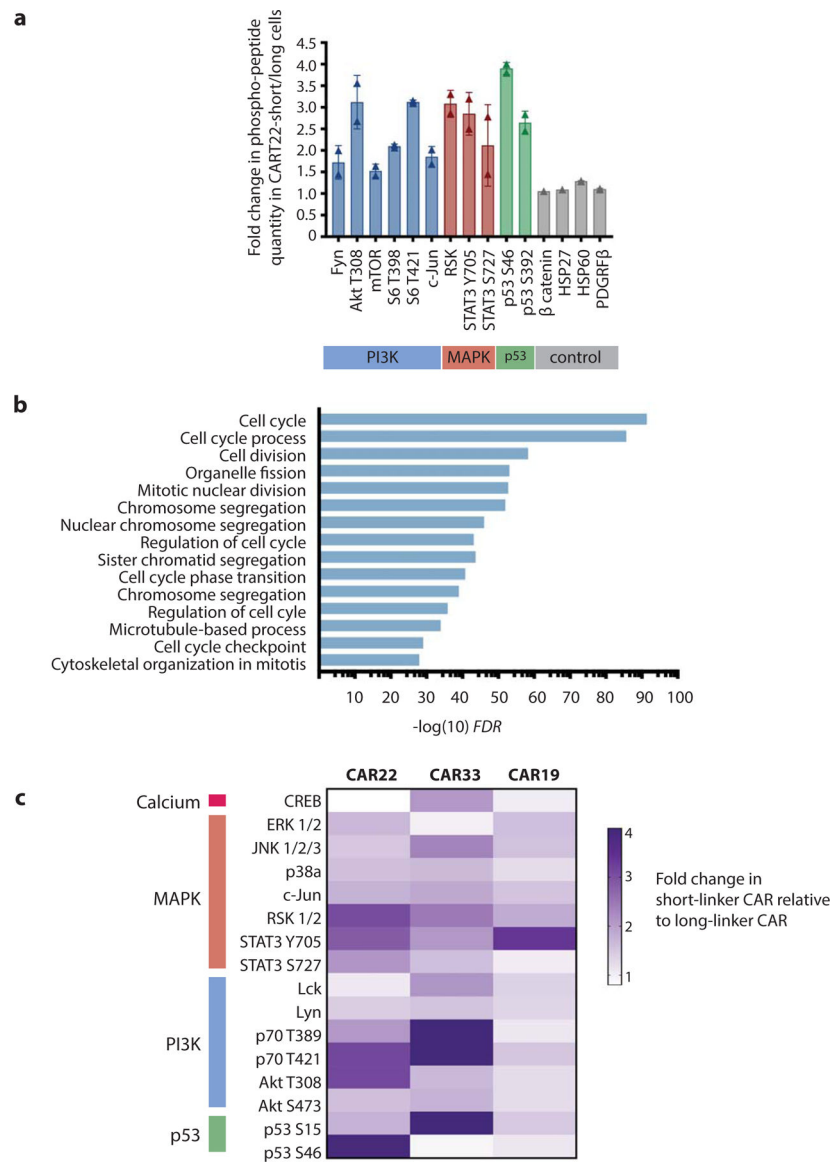 a
Fold change in phospho-peptide
quantity in CART22-short/long cells
4.5
4.0
3.5
3.0
2.5
2.0
1.5
1.0
0.5
0
Fyn
Akt T308
mTOR
S6 T398
S6 T421
c-Jun
RSK
STAT3 Y705
STAT3 S727
p53 S46
p53 S392
β catenin
HSP27
HSP60
PDGRFβ
PI3K MAPK p53 control
b
Cell cycle
Cell cycle process
Cell division
Organelle fission
Mitotic nuclear division
Chromosome segregation
Nuclear chromosome segregation
Regulation of cell cycle
Sister chromatid segregation
Cell cycle phase transition
Chromosome segregation
Regulation of cell cyle
Microtubule-based process
Cell cycle checkpoint
Cytoskeletal organization in mitotis
10 20 30 40 50 60 70 80 90 100
-log(10) FDR
c
CAR22 CAR33 CAR19
Calcium
MAPK
PI3K
p53
CREB
ERK 1/2
JNK 1/2/3
p38a
c-Jun
RSK 1/2
STAT3 Y705
STAT3 S727
Lck
Lyn
p70 T389
p70 T421
Akt T308
Akt S473
p53 S15
p53 S46
4
3
2
1
Fold change in
short-linker CAR relative
to long-linker CAR